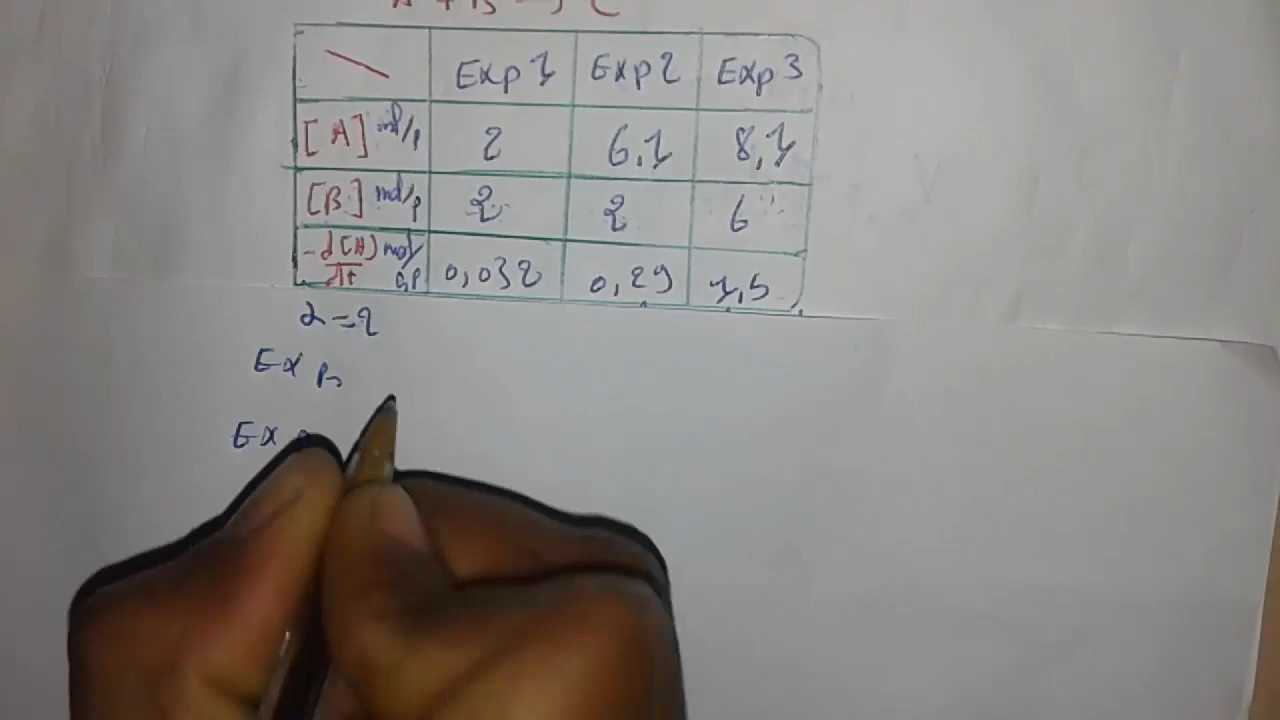 A + B → C
Exp 1 Exp 2 Exp 3
[A] mol/l 2 6,1 8,1
[B] mol/l 2 2 6
-d[A]/dt mol/ 0,032 0,29 1,5
α = 2
Exp
Ex